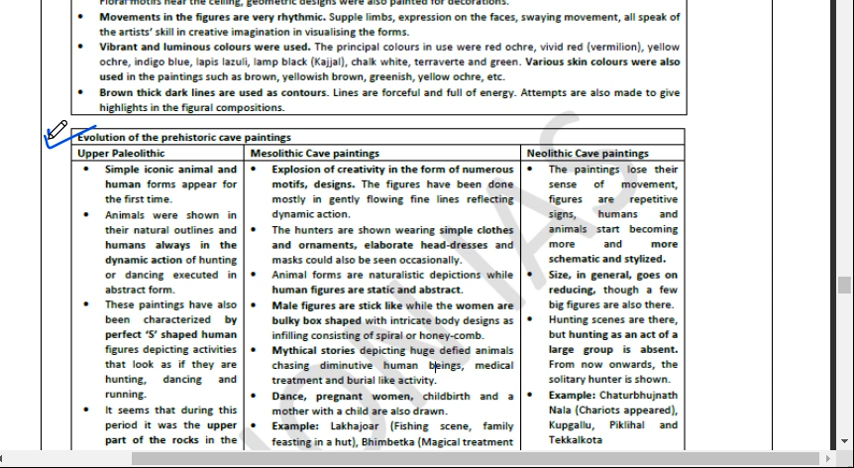 Floral motifs near the ceiling, geometric designs were also painted for decorations.
• Movements in the figures are very rhythmic. Supple limbs, expression on the faces, swaying movement, all speak of
the artists' skill in creative imagination in visualising the forms.
• Vibrant and luminous colours were used. The principal colours in use were red ochre, vivid red (vermilion), yellow
ochre, indigo blue, lapis lazuli, lamp black (Kajjal), chalk white, terraverte and green. Various skin colours were also
used in the paintings such as brown, yellowish brown, greenish, yellow ochre, etc.
• Brown thick dark lines are used as contours. Lines are forceful and full of energy. Attempts are also made to give
highlights in the figural compositions.
Evolution of the prehistoric cave paintings
Upper Paleolithic
• Simple iconic animal and
human forms appear for
the first time.
• Animals were shown in
their natural outlines and
humans always in the
dynamic action of hunting
or dancing executed in
abstract form.
• These paintings have also
been characterized by
perfect 'S' shaped human
figures depicting activities
that look as if they are
hunting, dancing and
running.
• It seems that during this
period it was the upper
part of the rocks in the
Mesolithic Cave paintings
• Explosion of creativity in the form of numerous
motifs, designs. The figures have been done
mostly in gently flowing fine lines reflecting
dynamic action.
• The hunters are shown wearing simple clothes
and ornaments, elaborate head-dresses and
masks could also be seen occasionally.
• Animal forms are naturalistic depictions while
human figures are static and abstract.
• Male figures are stick like while the women are
bulky box shaped with intricate body designs as
infilling consisting of spiral or honey-comb.
• Mythical stories depicting huge defied animals
chasing diminutive human beings, medical
treatment and burial like activity.
• Dance, pregnant women, childbirth and a
mother with a child are also drawn.
• Example: Lakhajoar (Fishing scene, family
feasting in a hut), Bhimbetka (Magical treatment
Neolithic Cave paintings
• The paintings lose their
sense of movement,
figures are repetitive
signs, humans and
animals start becoming
more and more
schematic and stylized.
• Size, in general, goes on
reducing, though a few
big figures are also there.
• Hunting scenes are there,
but hunting as an act of a
large group is absent.
From now onwards, the
solitary hunter is shown.
• Example: Chaturbhujnath
Nala (Chariots appeared),
Kupgallu, Piklihal and
Tekkalkota
ION IAS